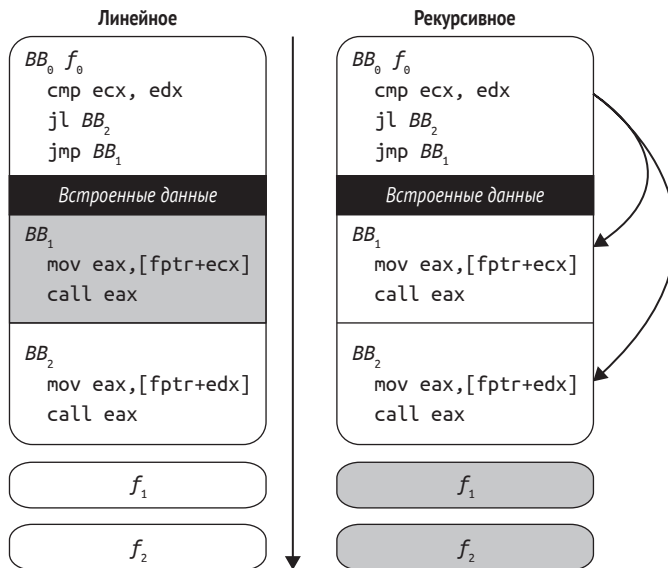 Линейное
BB₀ f₀
cmp ecx, edx
jl BB₂
jmp BB₁
Встроенные данные
BB₁
mov eax,[fptr+ecx]
call eax
BB₂
mov eax,[fptr+edx]
call eax
f₁
f₂
Рекурсивное
BB₀ f₀
cmp ecx, edx
jl BB₂
jmp BB₁
Встроенные данные
BB₁
mov eax,[fptr+ecx]
call eax
BB₂
mov eax,[fptr+edx]
call eax
f₁
f₂